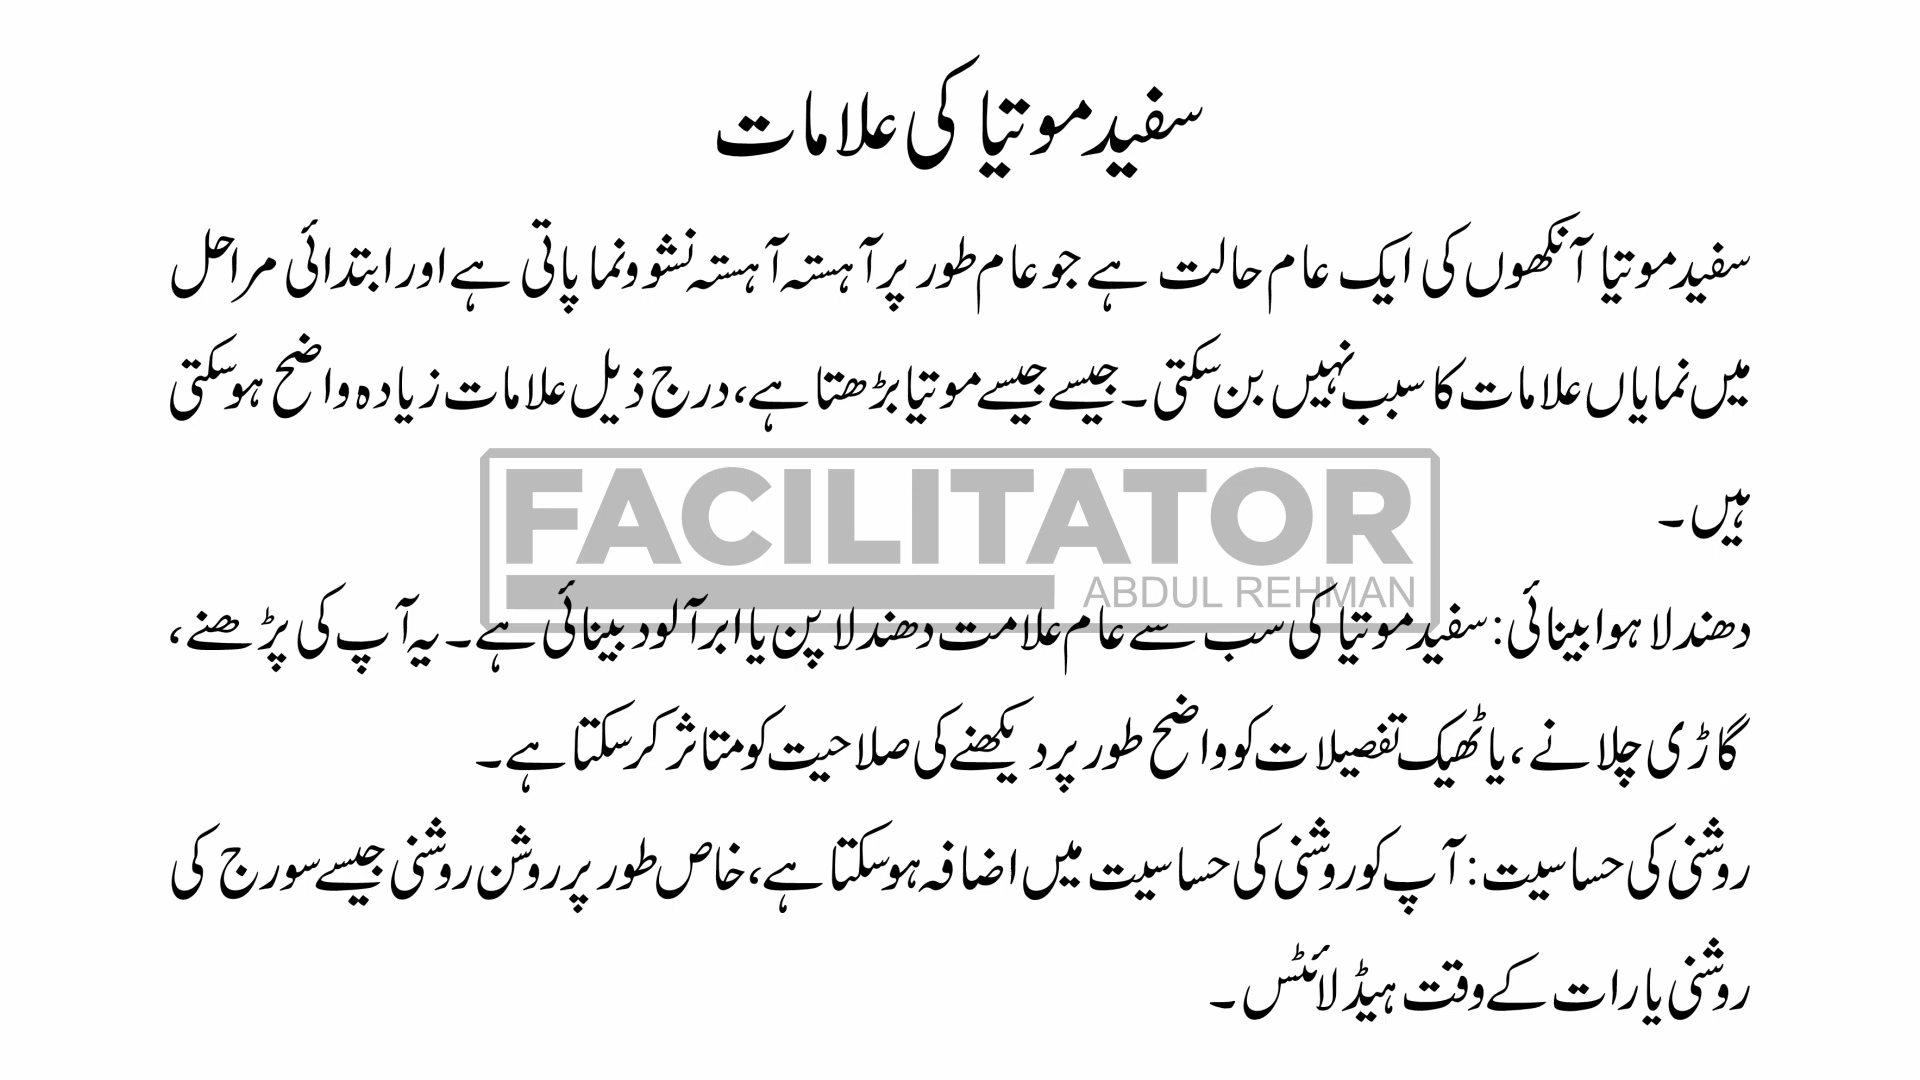 سفید موتیا کی علامات
سفید موتیا آنکھوں کی ایک عام حالت ہے جو عام طور پر آہستہ آہستہ نشوونما پاتی ہے اور ابتدائی مراحل
میں نمایاں علامات کا سبب نہیں بن سکتی۔ جیسے جیسے موتیا بڑھتا ہے، درج ذیل علامات زیادہ واضح ہوسکتی
ہیں۔
FACILITATOR
ABDUL REHMAN
دھندلا ہوا بینائی: سفید موتیا کی سب سے عام علامت دھندلا پن یا ابر آلود بینائی ہے۔ یہ آپ کی پڑھنے،
گاڑی چلانے، یا ٹھیک تفصیلات کو واضح طور پر دیکھنے کی صلاحیت کو متاثر کر سکتا ہے۔
روشنی کی حساسیت: آپ کو روشنی کی حساسیت میں اضافہ ہو سکتا ہے، خاص طور پر روشن روشنی جیسے سورج کی
روشنی یا رات کے وقت ہیڈلائٹس۔